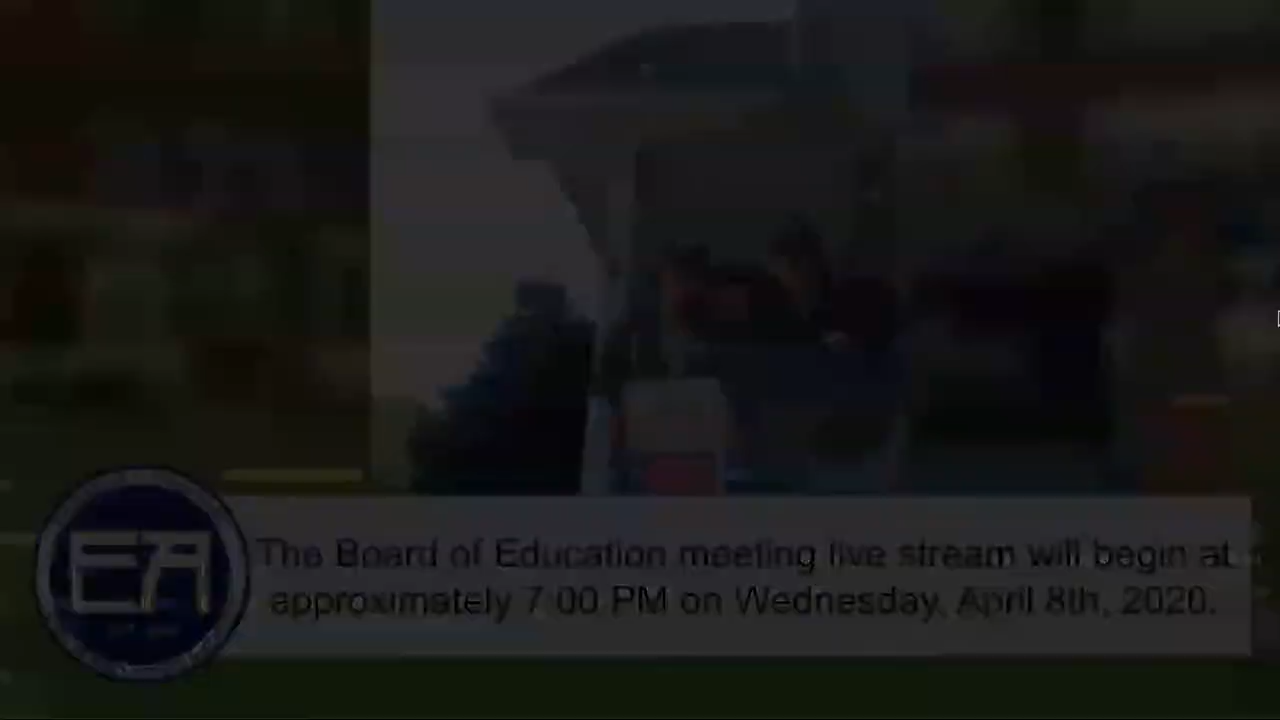 EA
The Board of Education meeting live stream will begin at
approximately 7:00 PM on Wednesday, April 8th, 2020.